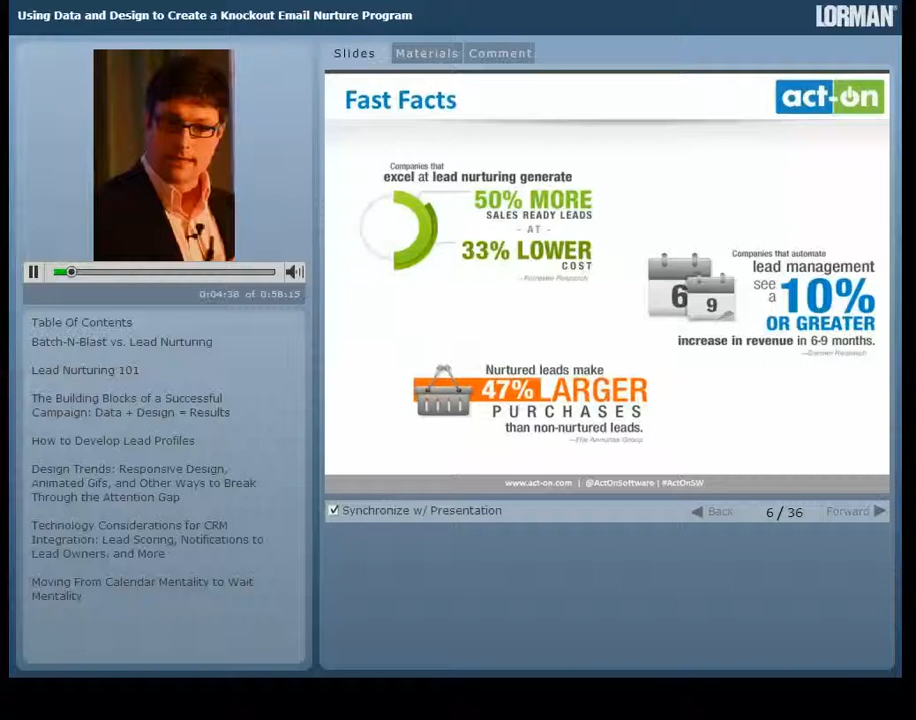 Using Data and Design to Create a Knockout Email Nurture Program
LORMAN
Slides
Materials
Comment
Fast Facts
act-on
Companies that
excel at lead nurturing generate
50% MORE
SALES READY LEADS
- AT -
33% LOWER
COST
—Forrester Research
6
9
Companies that automate
lead management
see
a
10%
OR GREATER
increase in revenue in 6-9 months.
Nurtured leads make
47% LARGER
PURCHASES
than non-nurtured leads.
www.act-on.com | @ActOnSoftware | #ActOnSW
0:04:38 of 0:58:15
Table Of Contents
Batch-N-Blast vs. Lead Nurturing
Lead Nurturing 101
The Building Blocks of a Successful
Campaign: Data + Design = Results
How to Develop Lead Profiles
Design Trends: Responsive Design,
Animated Gifs, and Other Ways to Break
Through the Attention Gap
Technology Considerations for CRM
Integration: Lead Scoring, Notifications to
Lead Owners, and More
Moving From Calendar Mentality to Wait
Mentality
Synchronize w/ Presentation
Back
6 / 36
Forward